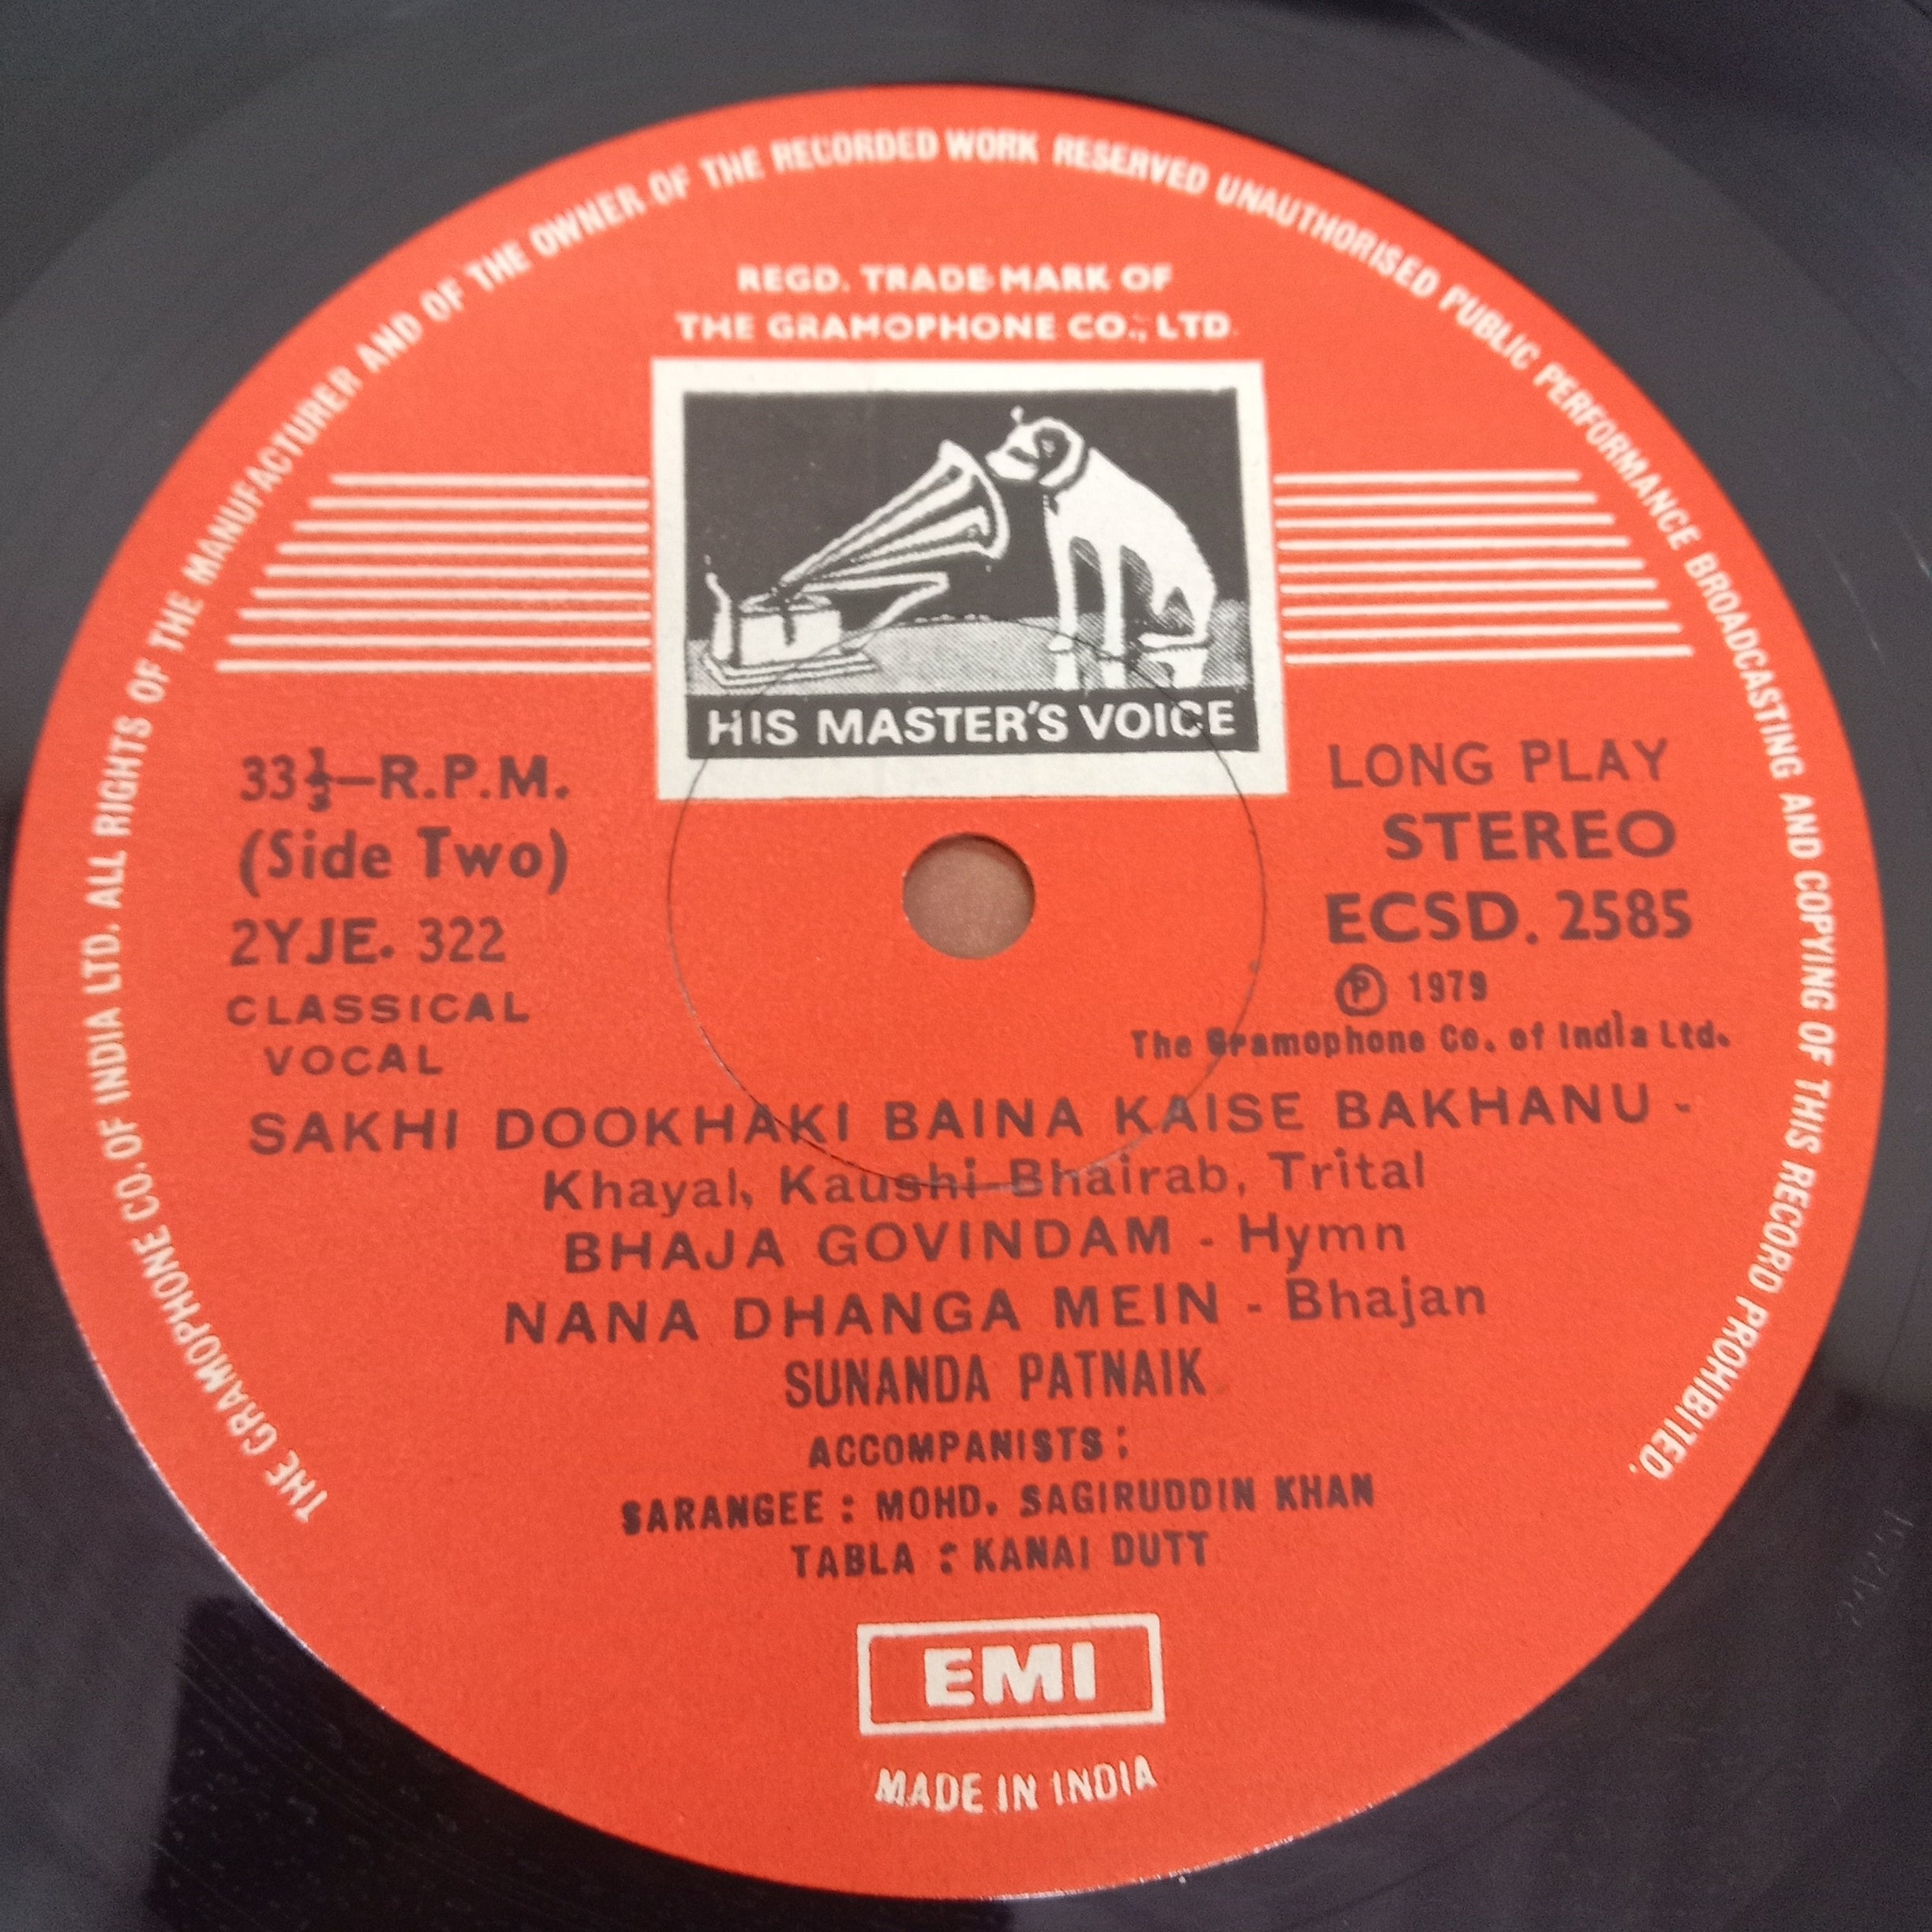 THE GRAMOPHONE CO. OF INDIA LTD. ALL RIGHTS OF THE MANUFACTURER AND OF THE OWNER OF THE RECORDED WORK RESERVED UNAUTHORISED PUBLIC PERFORMANCE BROADCASTING AND COPYING OF THIS RECORD PROHIBITED.
REGD. TRADE MARK OF
THE GRAMOPHONE CO., LTD.
HIS MASTER'S VOICE
33⅓-R.P.M.
(Side Two)
2YJE. 322
CLASSICAL
VOCAL
LONG PLAY
STEREO
ECSD. 2585
℗ 1979
The Gramophone Co. of India Ltd.
SAKHI DOOKHAKI BAINA KAISE BAKHANU -
Khayal, Kaushi Bhairab, Trital
BHAJA GOVINDAM - Hymn
NANA DHANGA MEIN - Bhajan
SUNANDA PATNAIK
ACCOMPANISTS :
SARANGEE : MOHD. SAGIRUDDIN KHAN
TABLA : KANAI DUTT
EMI
MADE IN INDIA